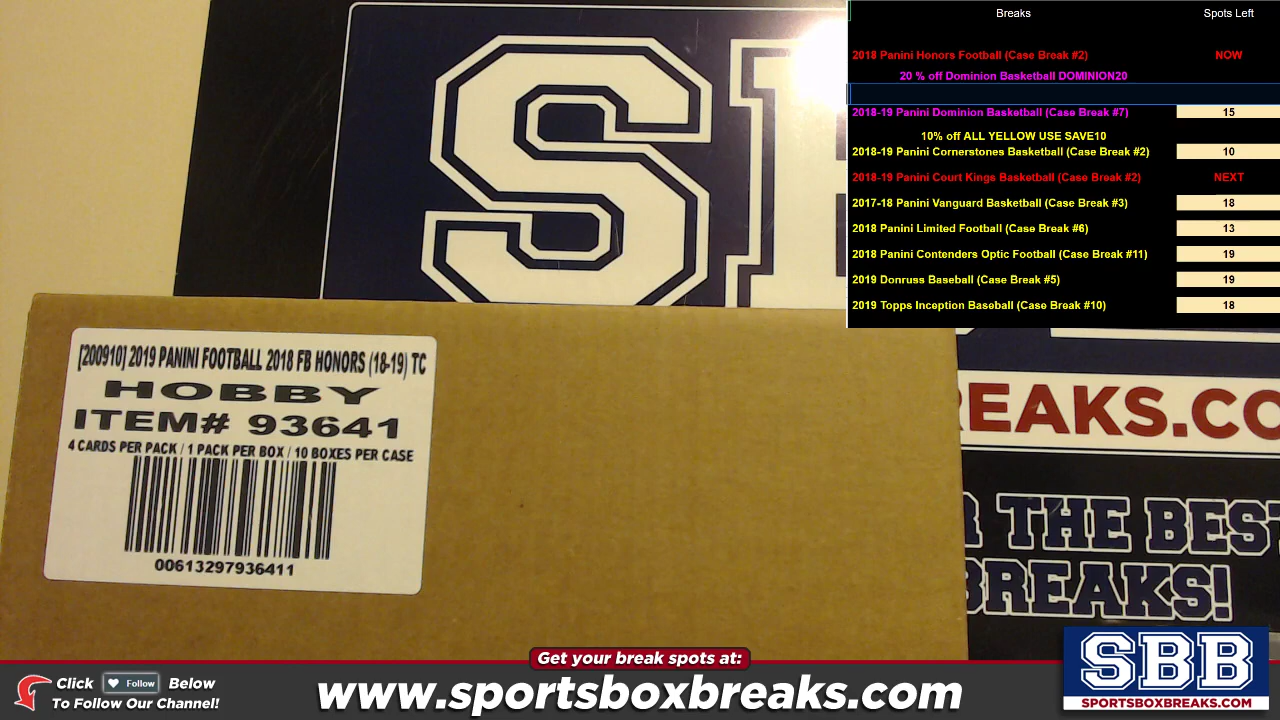 Breaks Spots Left
2018 Panini Honors Football (Case Break #2) NOW
20 % off Dominion Basketball DOMINION20
2018-19 Panini Dominion Basketball (Case Break #7) 15
10% off ALL YELLOW USE SAVE10
2018-19 Panini Cornerstones Basketball (Case Break #2) 10
2018-19 Panini Court Kings Basketball (Case Break #2) NEXT
2017-18 Panini Vanguard Basketball (Case Break #3) 18
2018 Panini Limited Football (Case Break #6) 13
2018 Panini Contenders Optic Football (Case Break #11) 19
2019 Donruss Baseball (Case Break #5) 19
2019 Topps Inception Baseball (Case Break #10) 18
S
[200910] 2019 PANINI FOOTBALL 2018 FB HONORS (18-19) TC
HOBBY
ITEM# 93641
4 CARDS PER PACK / 1 PACK PER BOX / 10 BOXES PER CASE
00613297936411
EAKS.CO
R THE BEST
BREAKS!
Get your break spots at:
Click Follow Below
To Follow Our Channel!
www.sportsboxbreaks.com
SBB
SPORTSBOXBREAKS.COM